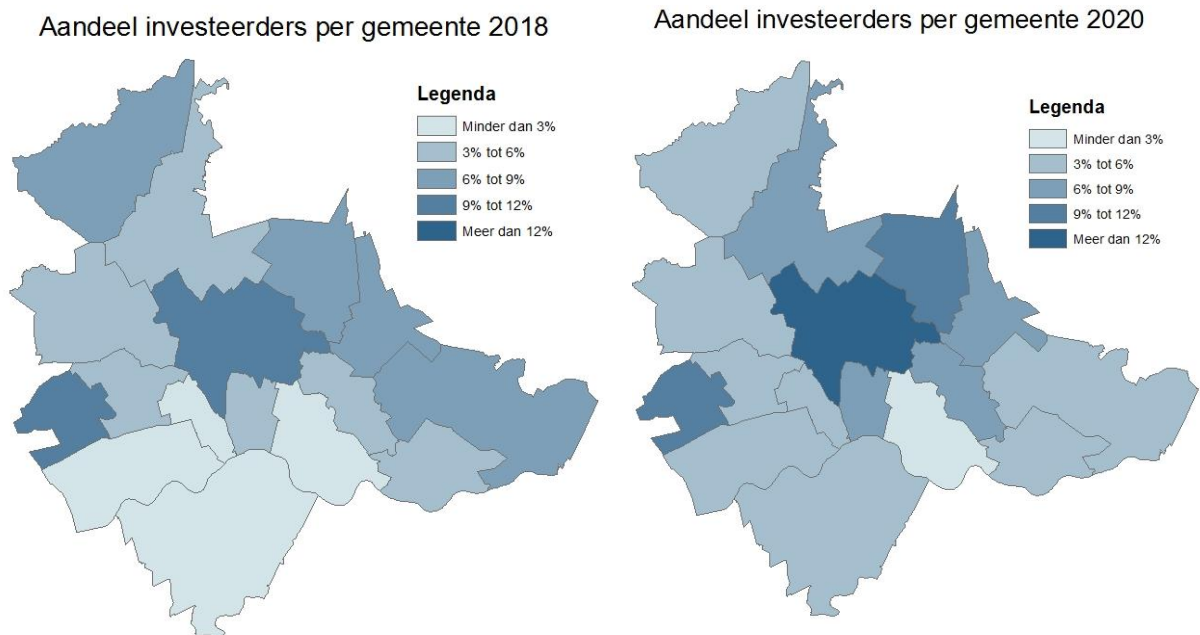 Aandeel investeerders per gemeente 2018
Legenda
Minder dan 3%
3% tot 6%
6% tot 9%
9% tot 12%
Meer dan 12%
Aandeel investeerders per gemeente 2020
Legenda
Minder dan 3%
3% tot 6%
6% tot 9%
9% tot 12%
Meer dan 12%